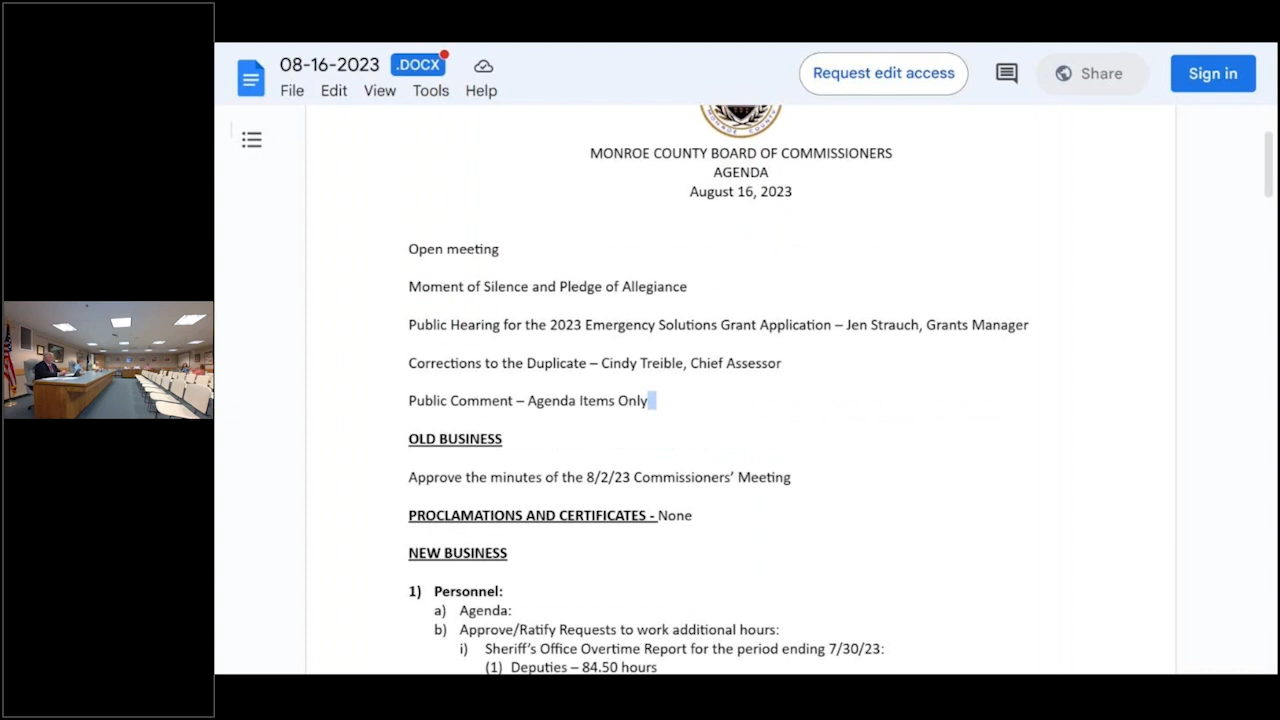 08-16-2023 .DOCX
File Edit View Tools Help
Request edit access
Share
Sign in
MONROE COUNTY
MONROE COUNTY BOARD OF COMMISSIONERS
AGENDA
August 16, 2023
Open meeting
Moment of Silence and Pledge of Allegiance
Public Hearing for the 2023 Emergency Solutions Grant Application – Jen Strauch, Grants Manager
Corrections to the Duplicate – Cindy Treible, Chief Assessor
Public Comment – Agenda Items Only
OLD BUSINESS
Approve the minutes of the 8/2/23 Commissioners’ Meeting
PROCLAMATIONS AND CERTIFICATES - None
NEW BUSINESS
1) Personnel:
a) Agenda:
b) Approve/Ratify Requests to work additional hours:
i) Sheriff’s Office Overtime Report for the period ending 7/30/23:
(1) Deputies – 84.50 hours